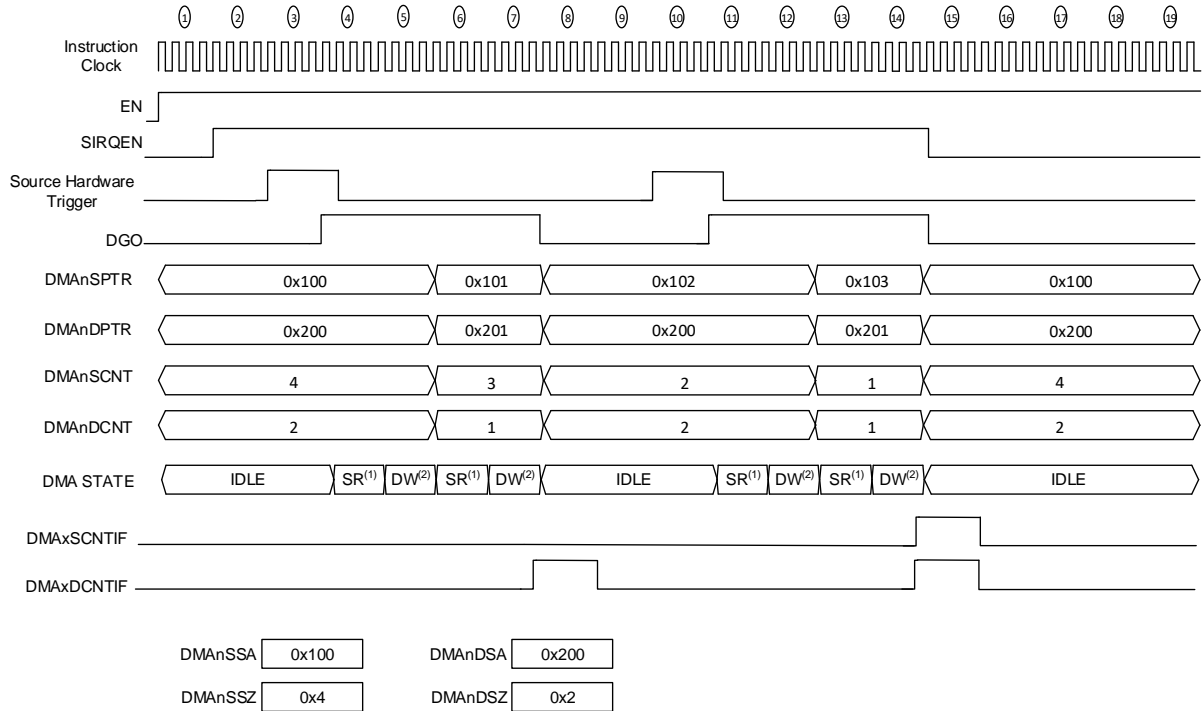 1 2 3 4 5 6 7 8 9 10 11 12 13 14 15 16 17 18 19
Instruction
Clock
EN
SIRQEN
Source Hardware
Trigger
DGO
DMAnSPTR 0x100 0x101 0x102 0x103 0x100
DMAnDPTR 0x200 0x201 0x200 0x201 0x200
DMAnSCNT 4 3 2 1 4
DMAnDCNT 2 1 2 1 2
DMA STATE IDLE SR(1) DW(2) SR(1) DW(2) IDLE SR(1) DW(2) SR(1) DW(2) IDLE
DMAxSCNTIF
DMAxDCNTIF
DMAnSSA 0x100 DMAnDSA 0x200
DMAnSSZ 0x4 DMAnDSZ 0x2